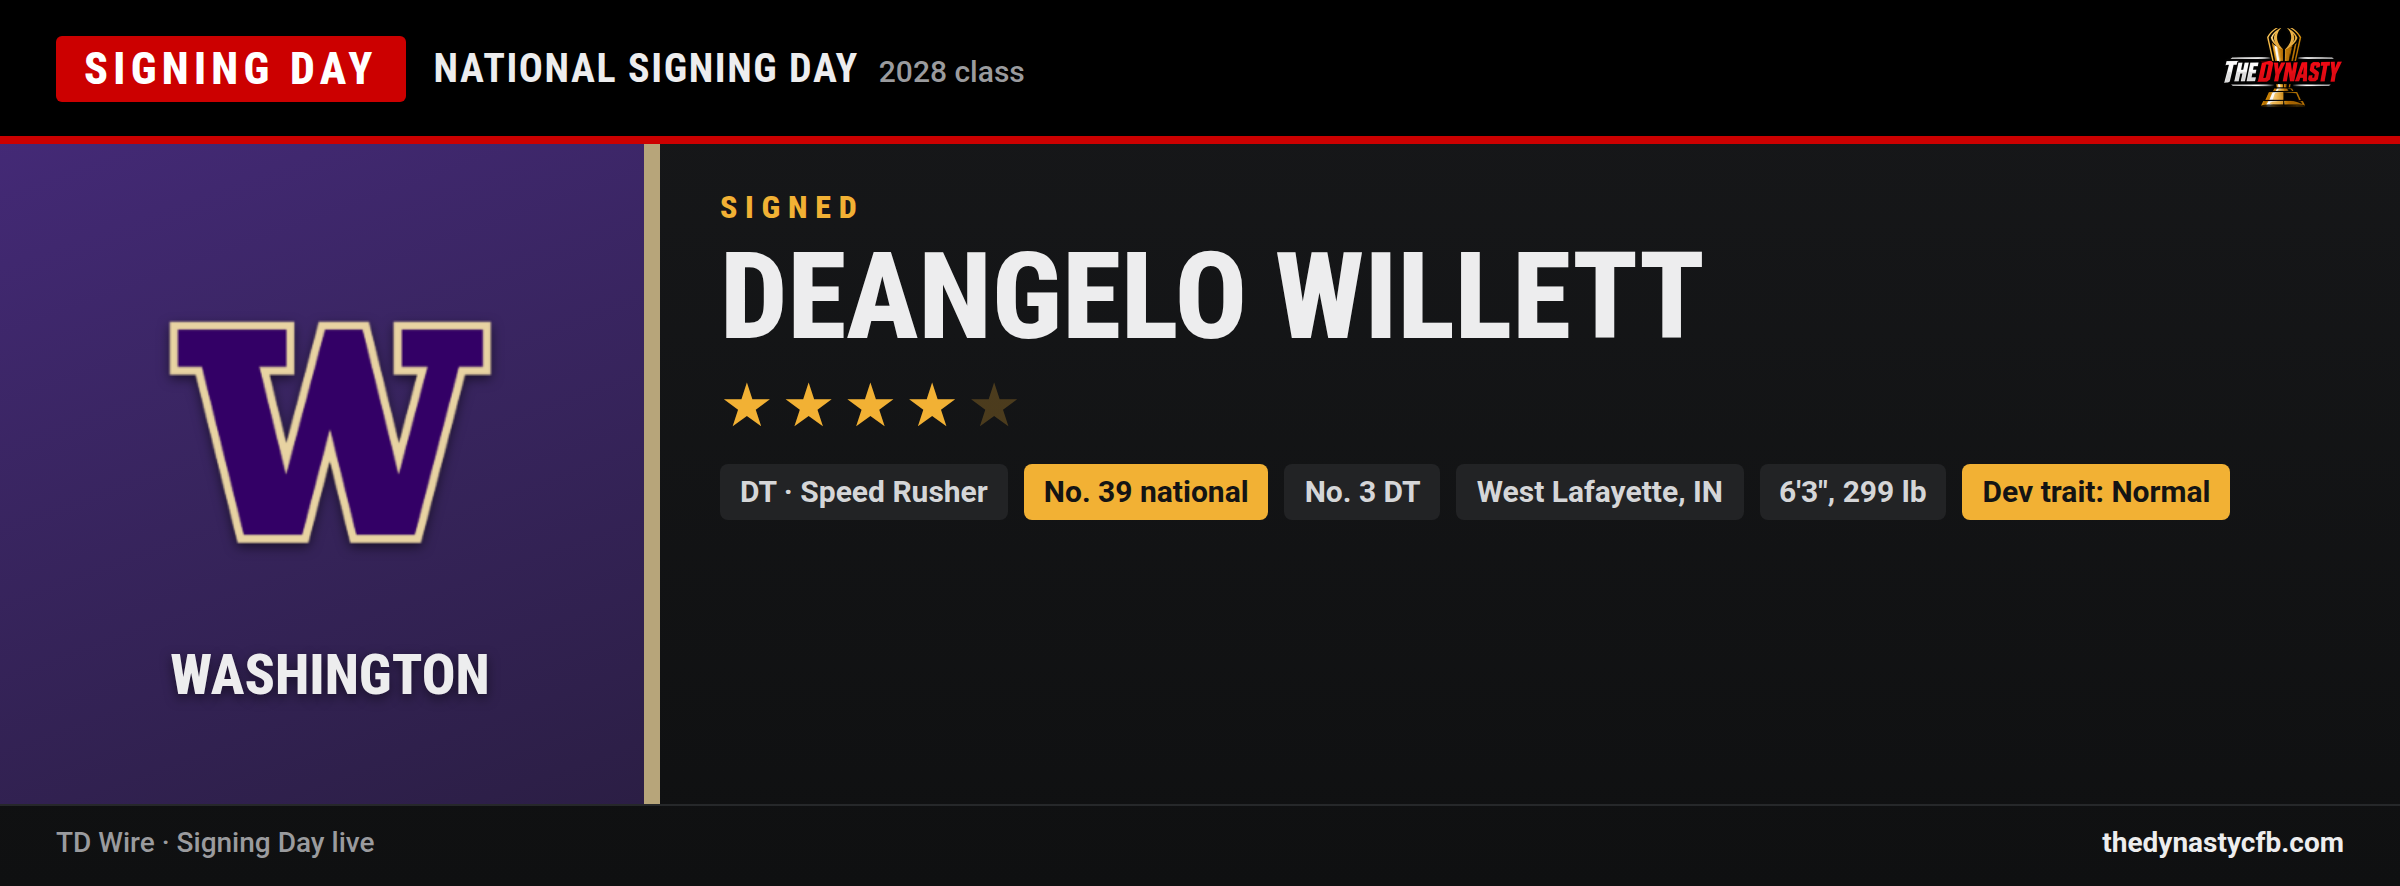 SIGNING DAY NATIONAL SIGNING DAY 2028 class
THE DYNASTY
SIGNED
DEANGELO WILLETT
DT · Speed Rusher No. 39 national No. 3 DT West Lafayette, IN 6'3", 299 lb Dev trait: Normal
W
WASHINGTON
TD Wire · Signing Day live
thedynastycfb.com